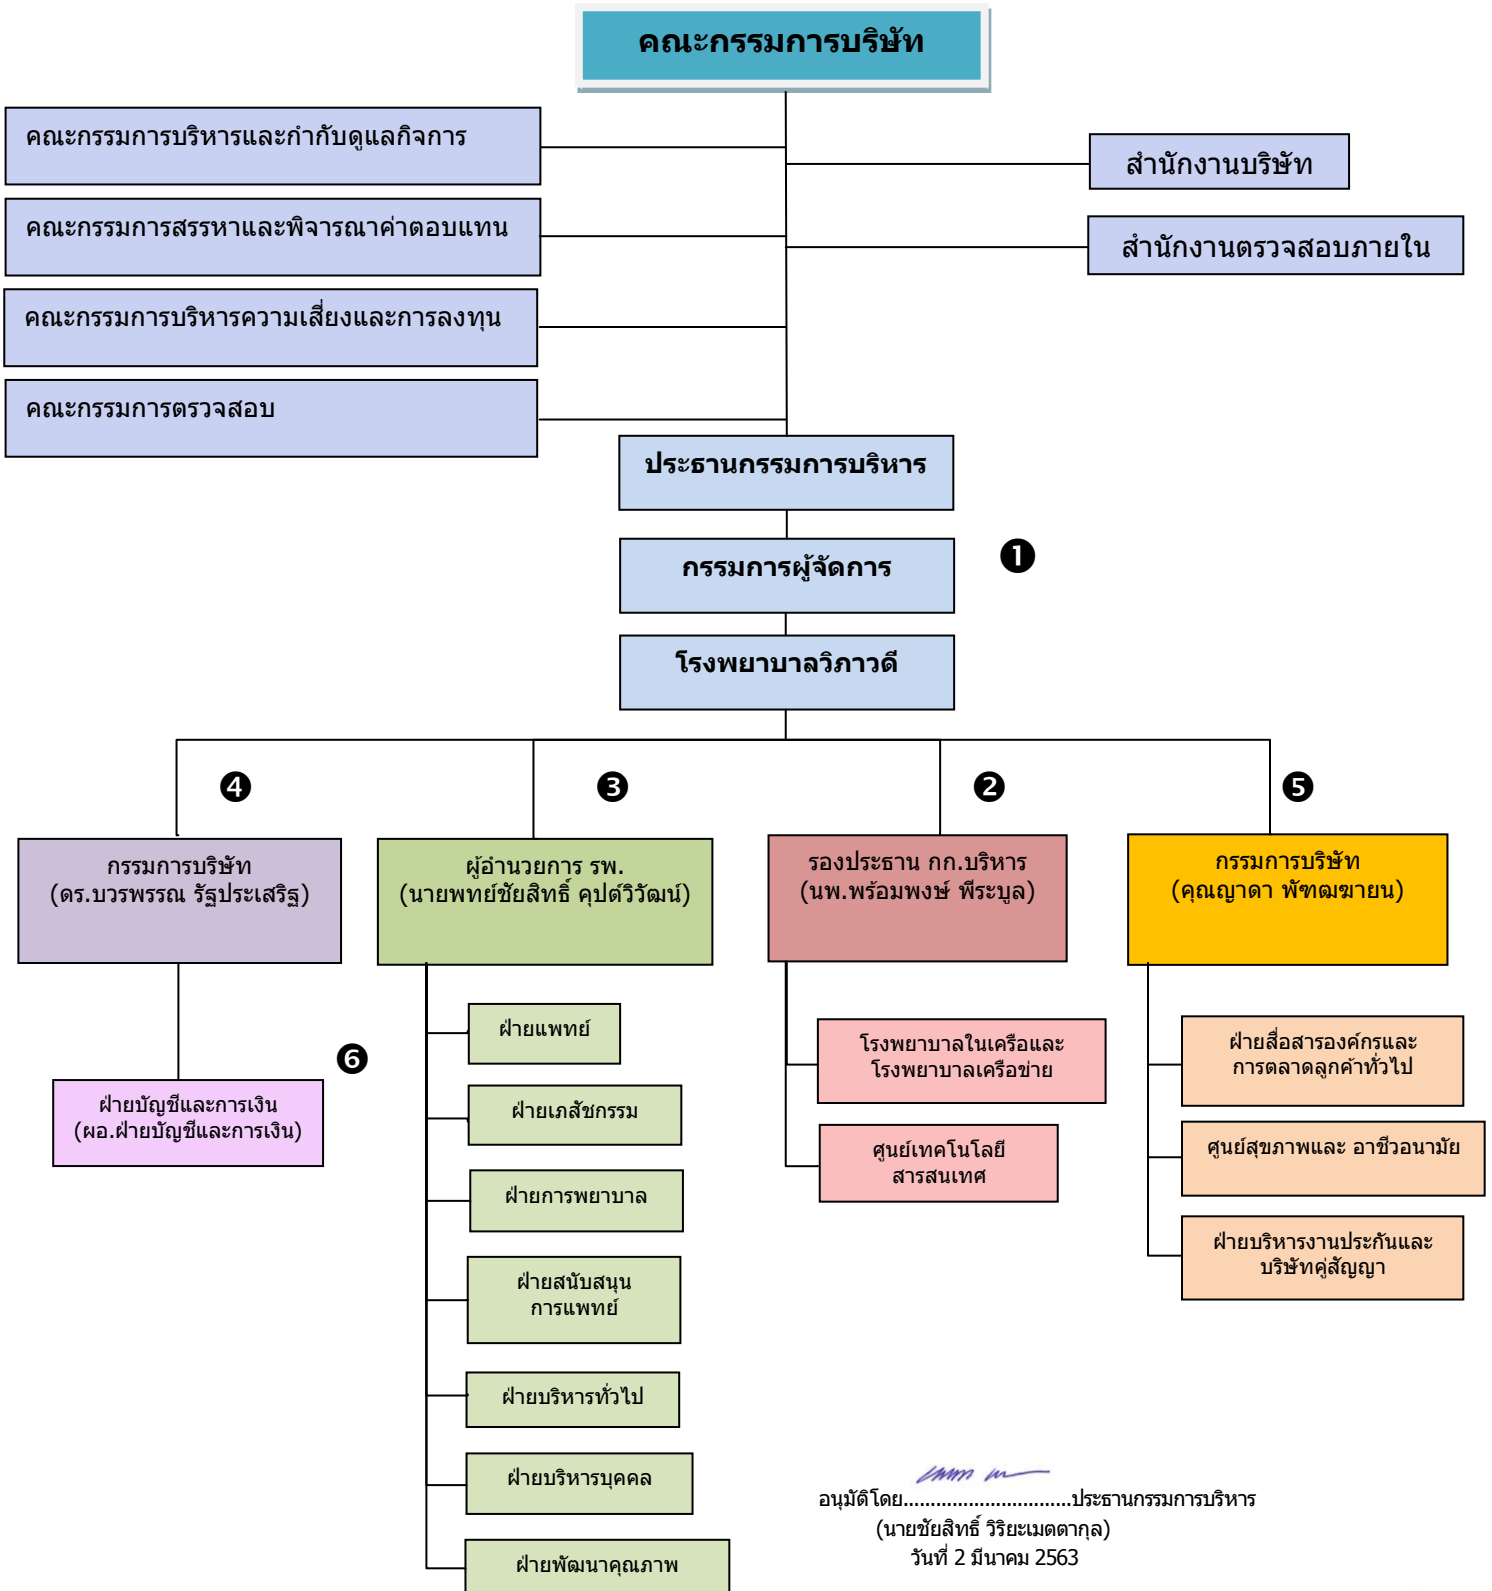 คณะกรรมการบริษัท
คณะกรรมการบริหารและกำกับดูแลกิจการ
สำนักงานบริษัท
คณะกรรมการสรรหาและพิจารณาค่าตอบแทน
สำนักงานตรวจสอบภายใน
คณะกรรมการบริหารความเสี่ยงและการลงทุน
คณะกรรมการตรวจสอบ
ประธานกรรมการบริหาร
กรรมการผู้จัดการ
❶
โรงพยาบาลวิภาวดี
❹
❸
❷
❺
กรรมการบริษัท
(ดร.บวรพรรณ รัฐประเสริฐ)
ผู้อำนวยการ รพ.
(นายพทย์ชัยสิทธิ์ คุปต์วิวัฒน์)
รองประธาน กก.บริหาร
(นพ.พร้อมพงษ์ พีระบูล)
กรรมการบริษัท
(คุณญาดา พัฑฒฆายน)
❻
ฝ่ายบัญชีและการเงิน
(ผอ.ฝ่ายบัญชีและการเงิน)
ฝ่ายแพทย์
ฝ่ายเภสัชกรรม
ฝ่ายการพยาบาล
ฝ่ายสนับสนุน
การแพทย์
ฝ่ายบริหารทั่วไป
ฝ่ายบริหารบุคคล
ฝ่ายพัฒนาคุณภาพ
โรงพยาบาลในเครือและ
โรงพยาบาลเครือข่าย
ศูนย์เทคโนโลยี
สารสนเทศ
ฝ่ายสื่อสารองค์กรและ
การตลาดลูกค้าทั่วไป
ศูนย์สุขภาพและ อาชีวอนามัย
ฝ่ายบริหารงานประกันและ
บริษัทคู่สัญญา
อนุมัติโดย...............................ประธานกรรมการบริหาร
(นายชัยสิทธิ์ วิริยะเมตตากุล)
วันที่ 2 มีนาคม 2563